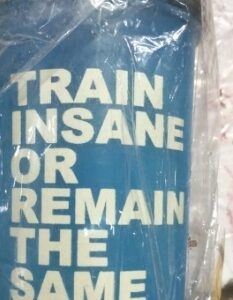 TRAIN
INSANE
OR
REMAIN
THE
SAME